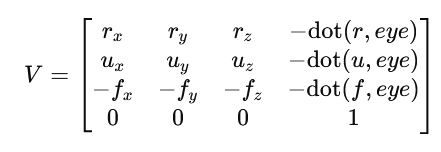 V = [ r_x r_y r_z −dot(r, eye)
u_x u_y u_z −dot(u, eye)
−f_x −f_y −f_z −dot(f, eye)
0 0 0 1 ]